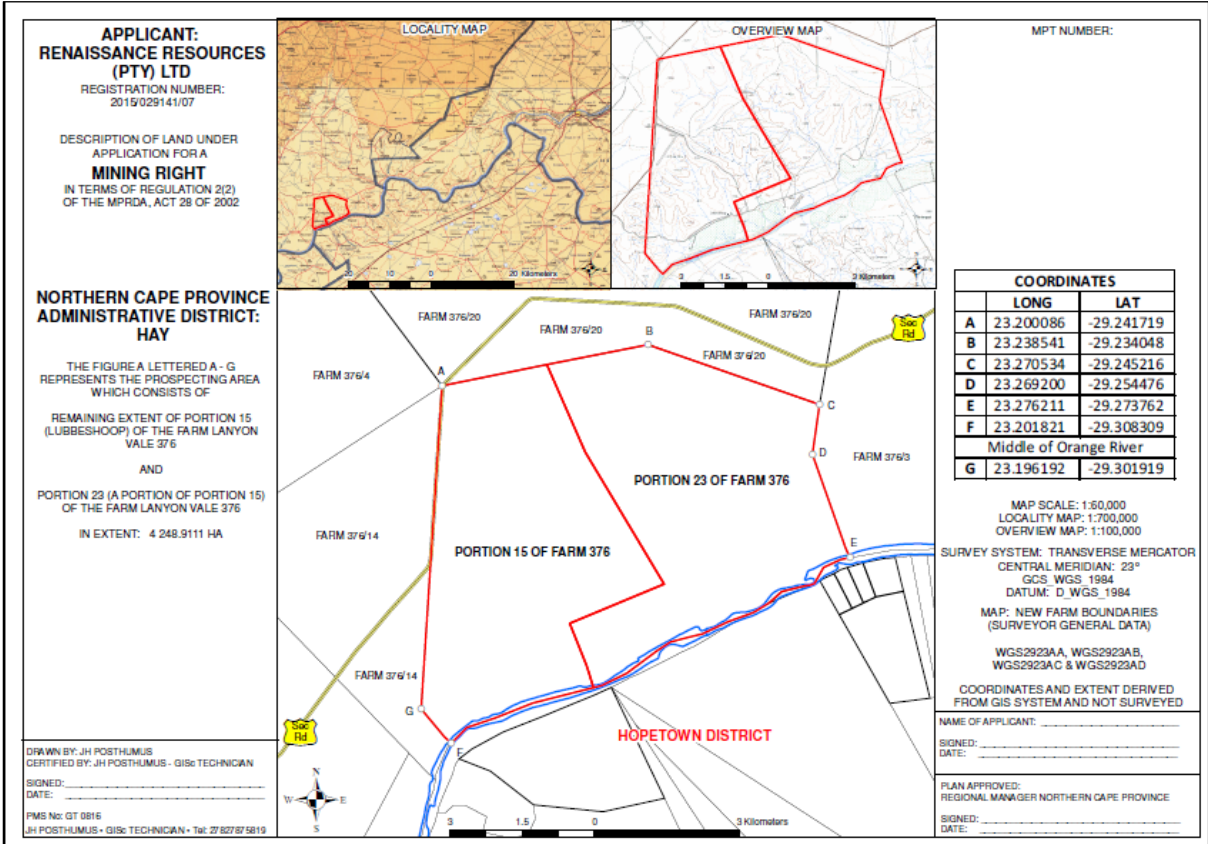 APPLICANT:
RENAISSANCE RESOURCES
(PTY) LTD
REGISTRATION NUMBER:
2015/029141/07
DESCRIPTION OF LAND UNDER
APPLICATION FOR A
MINING RIGHT
IN TERMS OF REGULATION 2(2)
OF THE MPRDA, ACT 28 OF 2002
NORTHERN CAPE PROVINCE
ADMINISTRATIVE DISTRICT:
HAY
THE FIGURE A LETTERED A - G
REPRESENTS THE PROSPECTING AREA
WHICH CONSISTS OF
REMAINING EXTENT OF PORTION 15
(LUBBESHOOP) OF THE FARM LANYON
VALE 376
AND
PORTION 23 (A PORTION OF PORTION 15)
OF THE FARM LANYON VALE 376
IN EXTENT: 4 248.9111 HA
DRAWN BY: JH POSTHUMUS
CERTIFIED BY: JH POSTHUMUS - GISc TECHNICIAN
SIGNED:
DATE:
PMS No: GT 0816
JH POSTHUMUS • GISc TECHNICIAN • Tel: 27827875819
LOCALITY MAP
20 10 0 20 Kilometers
OVERVIEW MAP
3 1.5 0 3 Kilometers
FARM 376/20
FARM 376/20
FARM 376/20
FARM 376/20
Sec
Rd
FARM 376/4
A
B
C
D
FARM 376/3
PORTION 23 OF FARM 376
FARM 376/14
PORTION 15 OF FARM 376
E
FARM 376/14
G
F
Sec
Rd
HOPETOWN DISTRICT
N
W E
S
3 1.5 0 3 Kilometers
MPT NUMBER:
COORDINATES
LONG LAT
A 23.200086 -29.241719
B 23.238541 -29.234048
C 23.270534 -29.245216
D 23.269200 -29.254476
E 23.276211 -29.273762
F 23.201821 -29.308309
Middle of Orange River
G 23.196192 -29.301919
MAP SCALE: 1:60,000
LOCALITY MAP: 1:700,000
OVERVIEW MAP: 1:100,000
SURVEY SYSTEM: TRANSVERSE MERCATOR
CENTRAL MERIDIAN: 23°
GCS_WGS_1984
DATUM: D_WGS_1984
MAP: NEW FARM BOUNDARIES
(SURVEYOR GENERAL DATA)
WGS2923AA, WGS2923AB,
WGS2923AC & WGS2923AD
COORDINATES AND EXTENT DERIVED
FROM GIS SYSTEM AND NOT SURVEYED
NAME OF APPLICANT:
SIGNED:
DATE:
PLAN APPROVED:
REGIONAL MANAGER NORTHERN CAPE PROVINCE
SIGNED:
DATE: